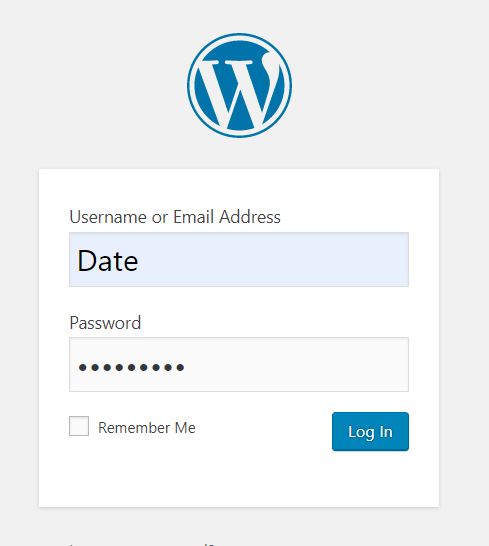 Username or Email Address
Date
Password
•••••••••
Remember Me
Log In